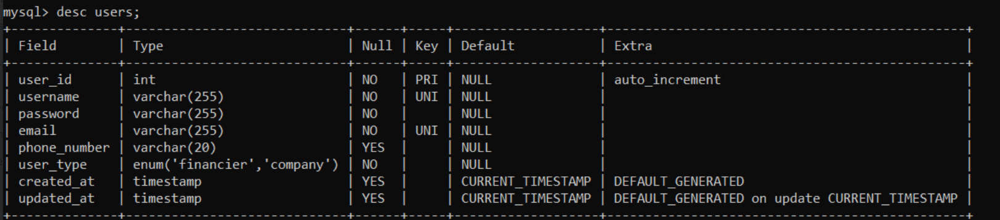 mysql> desc users;
+--------------+-----------------------------+------+-----+-------------------+-----------------------------------------------+
| Field        | Type                        | Null | Key | Default           | Extra                                         |
+--------------+-----------------------------+------+-----+-------------------+-----------------------------------------------+
| user_id      | int                         | NO   | PRI | NULL              | auto_increment                                |
| username     | varchar(255)                | NO   | UNI | NULL              |                                               |
| password     | varchar(255)                | NO   |     | NULL              |                                               |
| email        | varchar(255)                | NO   | UNI | NULL              |                                               |
| phone_number | varchar(20)                 | YES  |     | NULL              |                                               |
| user_type    | enum('financier','company') | NO   |     | NULL              |                                               |
| created_at   | timestamp                   | YES  |     | CURRENT_TIMESTAMP | DEFAULT_GENERATED                             |
| updated_at   | timestamp                   | YES  |     | CURRENT_TIMESTAMP | DEFAULT_GENERATED on update CURRENT_TIMESTAMP |
+--------------+-----------------------------+------+-----+-------------------+-----------------------------------------------+